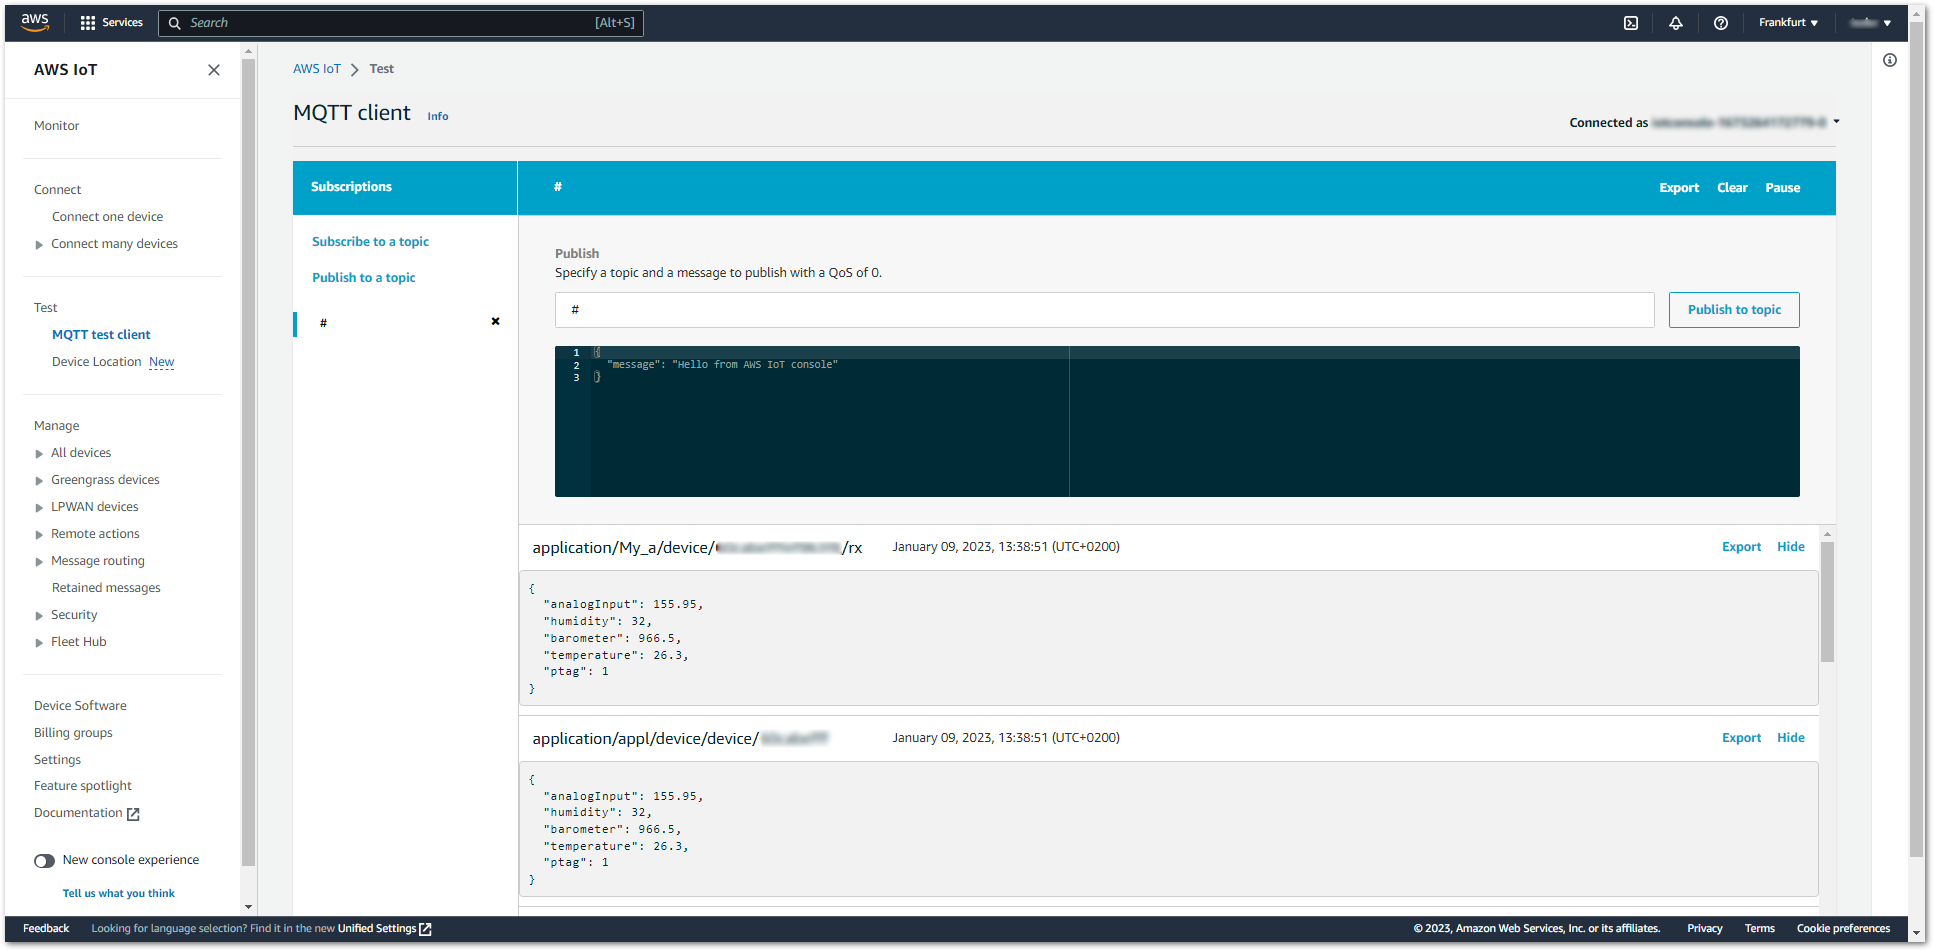 aws
Services
Search
[Alt+S]
Frankfurt
AWS IoT
Monitor
Connect
Connect one device
Connect many devices
Test
MQTT test client
Device Location New
Manage
All devices
Greengrass devices
LPWAN devices
Remote actions
Message routing
Retained messages
Security
Fleet Hub
Device Software
Billing groups
Settings
Feature spotlight
Documentation
New console experience
Tell us what you think
AWS IoT > Test
MQTT client Info
Connected as
Subscriptions
#
Export Clear Pause
Subscribe to a topic
Publish to a topic
#
Publish
Specify a topic and a message to publish with a QoS of 0.
#
Publish to topic
1 {
2 "message": "Hello from AWS IoT console"
3 }
application/My_a/device/ /rx January 09, 2023, 13:38:51 (UTC+0200) Export Hide
{
"analogInput": 155.95,
"humidity": 32,
"barometer": 966.5,
"temperature": 26.3,
"ptag": 1
}
application/appl/device/device/ January 09, 2023, 13:38:51 (UTC+0200) Export Hide
{
"analogInput": 155.95,
"humidity": 32,
"barometer": 966.5,
"temperature": 26.3,
"ptag": 1
}
Feedback Looking for language selection? Find it in the new Unified Settings
© 2023, Amazon Web Services, Inc. or its affiliates. Privacy Terms Cookie preferences